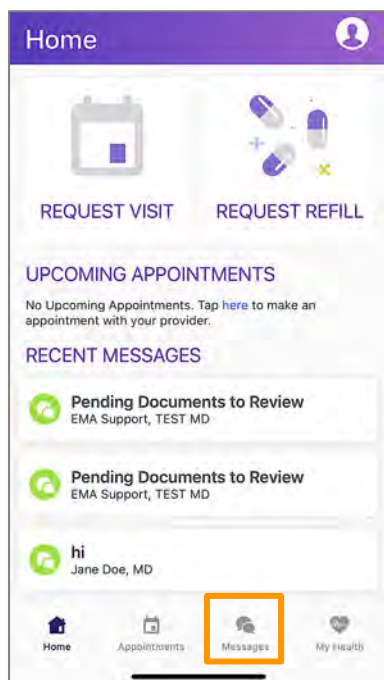 Home
REQUEST VISIT
REQUEST REFILL
UPCOMING APPOINTMENTS
No Upcoming Appointments. Tap here to make an
appointment with your provider.
RECENT MESSAGES
Pending Documents to Review
EMA Support, TEST MD
Pending Documents to Review
EMA Support, TEST MD
hi
Jane Doe, MD
Home
Appointments
Messages
My Health